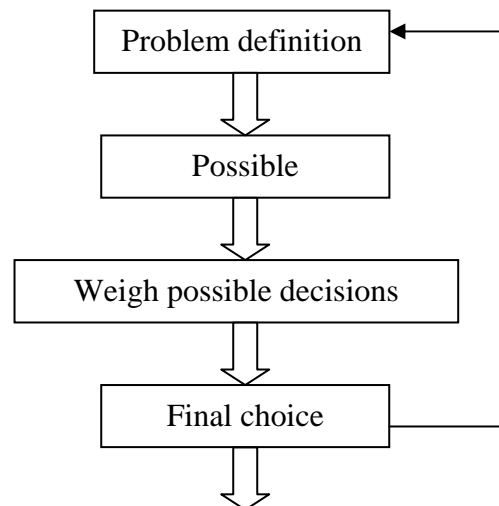 Problem definition
Possible
Weigh possible decisions
Final choice